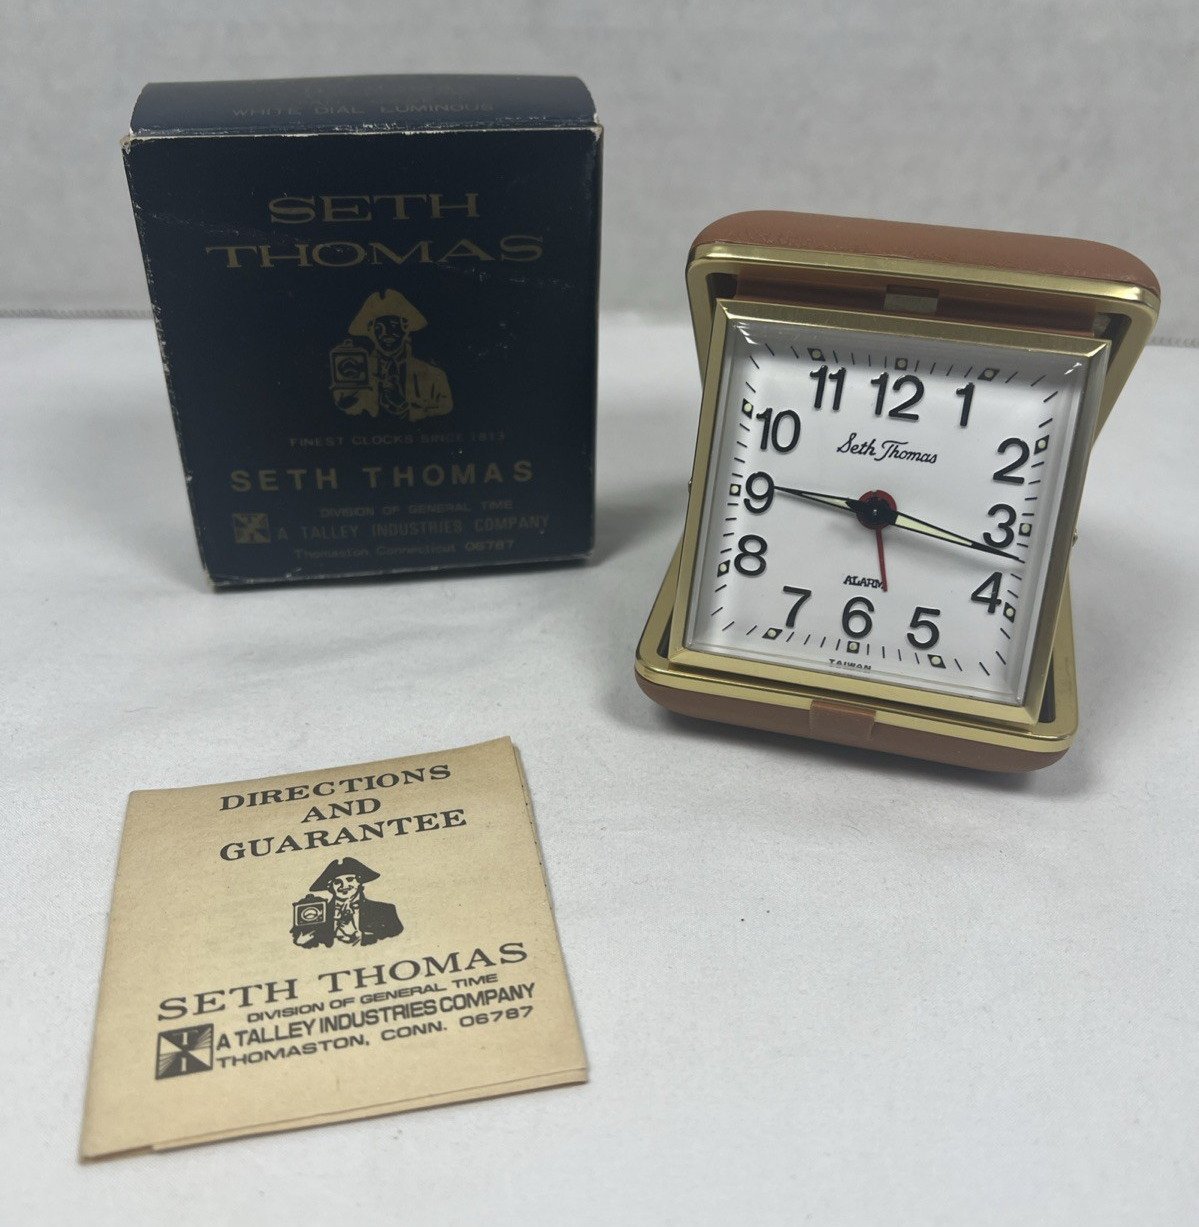 WHITE DIAL LUMINOUS
SETH
THOMAS
FINEST CLOCKS SINCE 1813
SETH THOMAS
DIVISION OF GENERAL TIME
A TALLEY INDUSTRIES COMPANY
Thomaston, Connecticut 06787
11 12 1
10 2
Seth Thomas
9 3
8 4
ALARM
7 6 5
TAIWAN
DIRECTIONS
AND
GUARANTEE
SETH THOMAS
DIVISION OF GENERAL TIME
TI A TALLEY INDUSTRIES COMPANY
THOMASTON, CONN. 06787